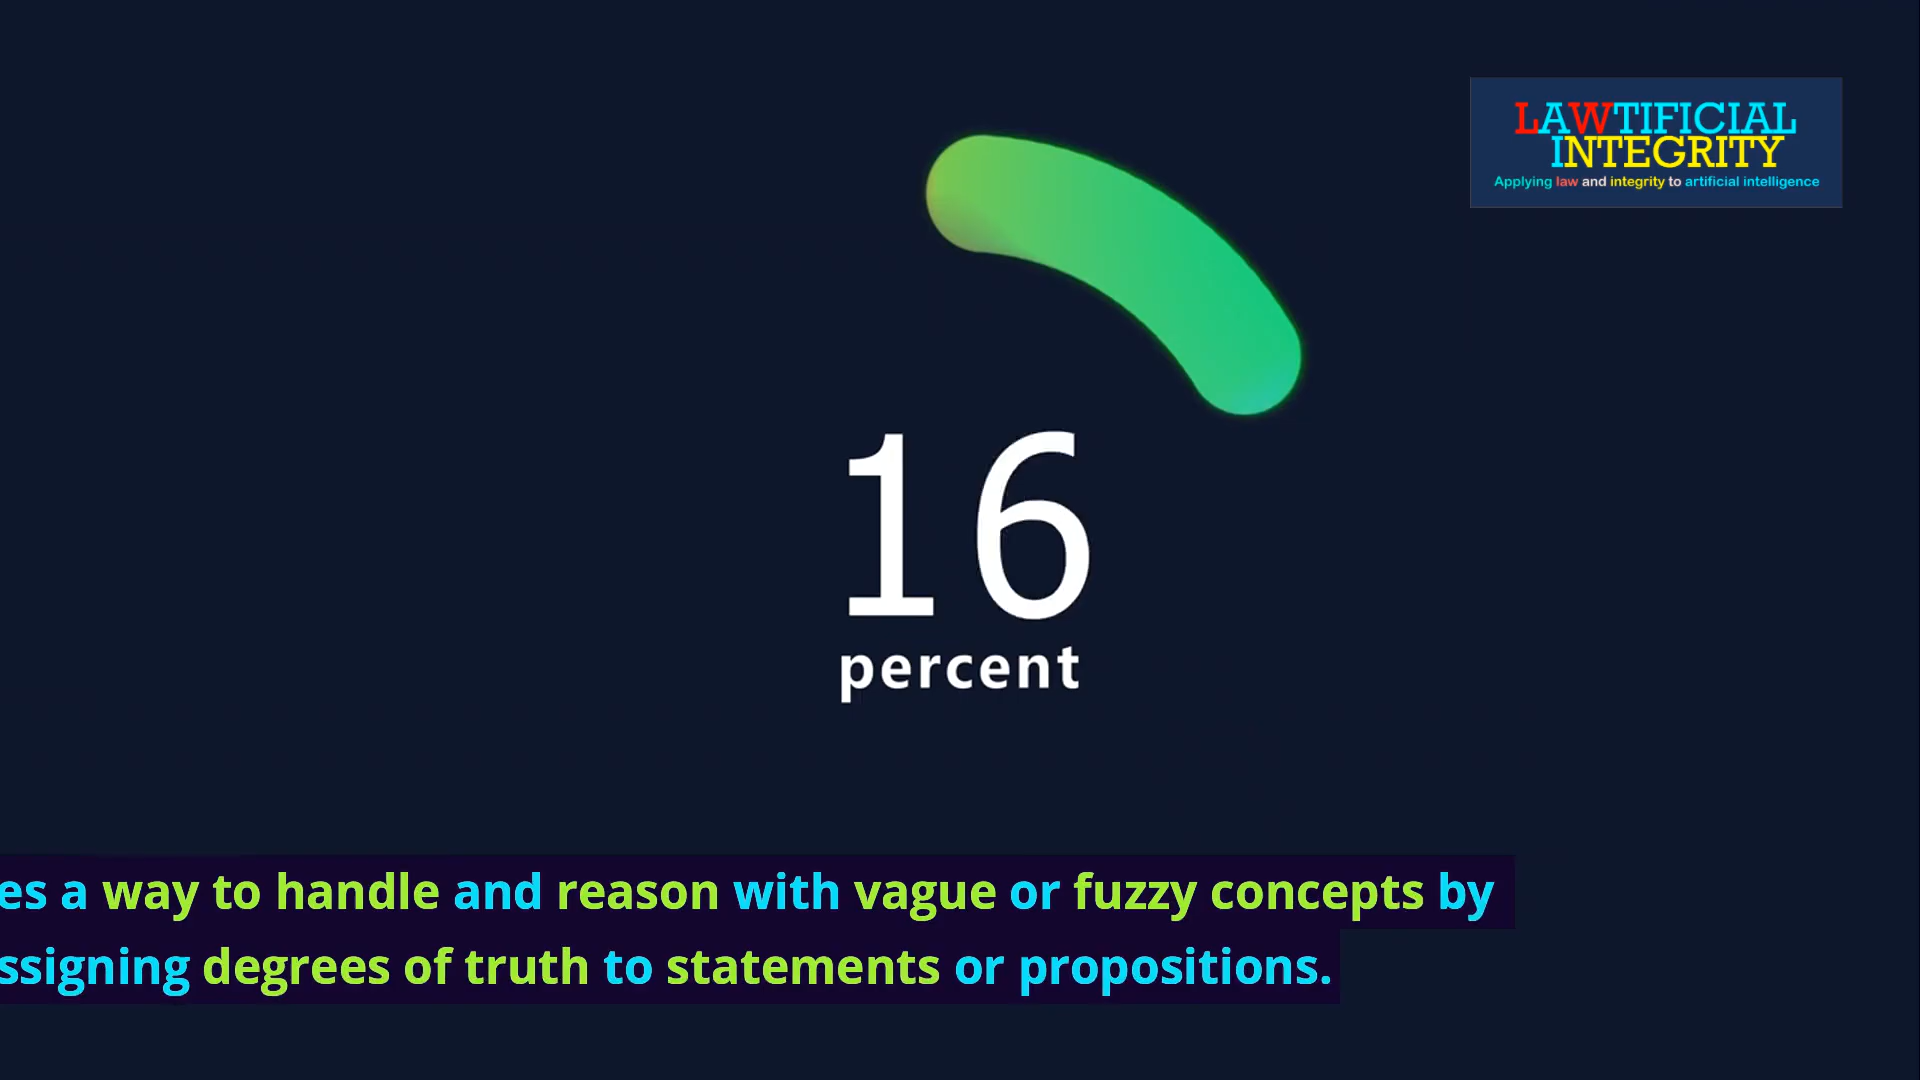 LAWTIFICIAL
INTEGRITY
Applying law and integrity to artificial intelligence
16
percent
es a way to handle and reason with vague or fuzzy concepts by
ssigning degrees of truth to statements or propositions.